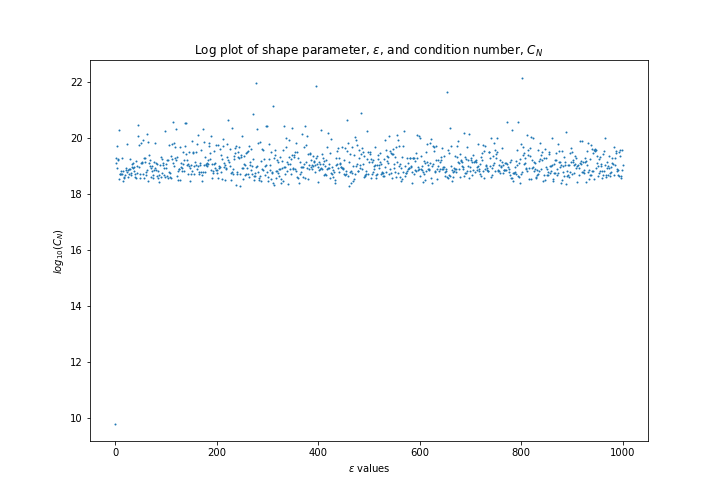 Log plot of shape parameter, ε, and condition number, C_N
log₁₀(C_N)
22
20
18
16
14
12
10
0 200 400 600 800 1000
ε values